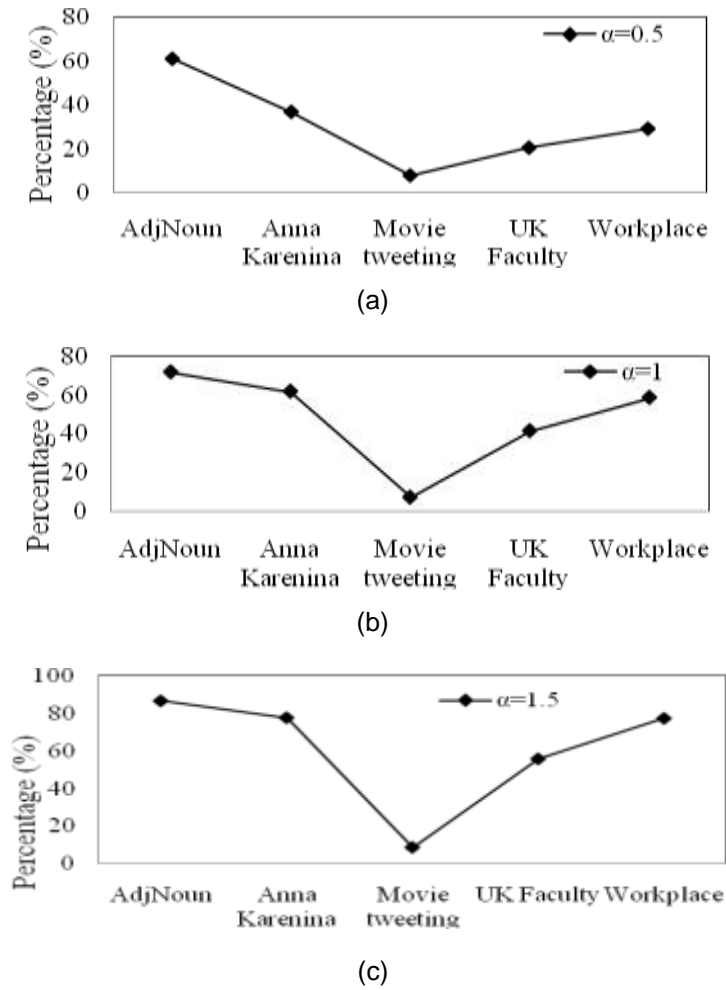 Percentage (%)
80
60
40
20
0
α=0.5
AdjNoun Anna Movie UK Workplace
Karenina tweeting Faculty
(a)
Percentage (%)
80
60
40
20
0
α=1
AdjNoun Anna Movie UK Workplace
Karenina tweeting Faculty
(b)
Percentage (%)
100
80
60
40
20
0
α=1.5
AdjNoun Anna Movie UK Faculty Workplace
Karenina tweeting
(c)